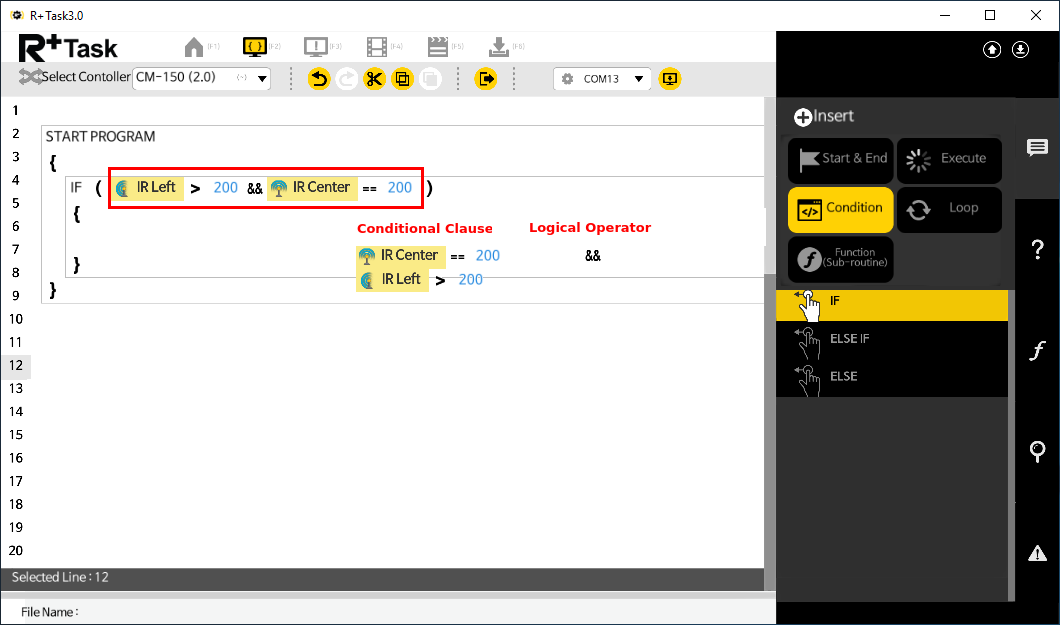 R+ Task3.0
R+Task
(F1) (F2) (F3) (F4) (F5) (F6)
Select Contoller CM-150 (2.0) (~) COM13
1
2 START PROGRAM
3 {
4 IF ( IR Left > 200 && IR Center == 200 )
5 {
6 Conditional Clause Logical Operator
7 IR Center == 200 &&
8 } IR Left > 200
9 }
10
11
12
13
14
15
16
17
18
19
20
Selected Line : 12
File Name :
Insert
Start & End Execute
Condition Loop
Function
(Sub-routine)
IF
ELSE IF
ELSE